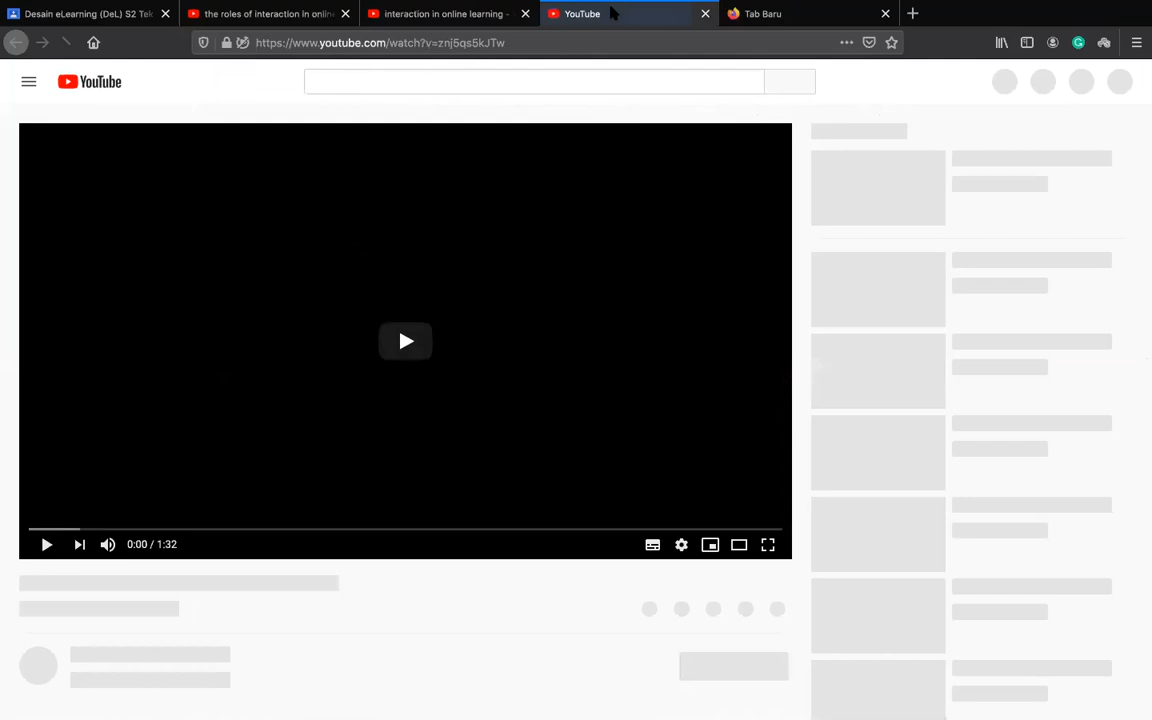 Desain eLearning (DeL) S2 Tek
the roles of interaction in onlin
interaction in online learning -
YouTube
Tab Baru
https://www.youtube.com/watch?v=znj5qs5kJTw
YouTube
0:00 / 1:32